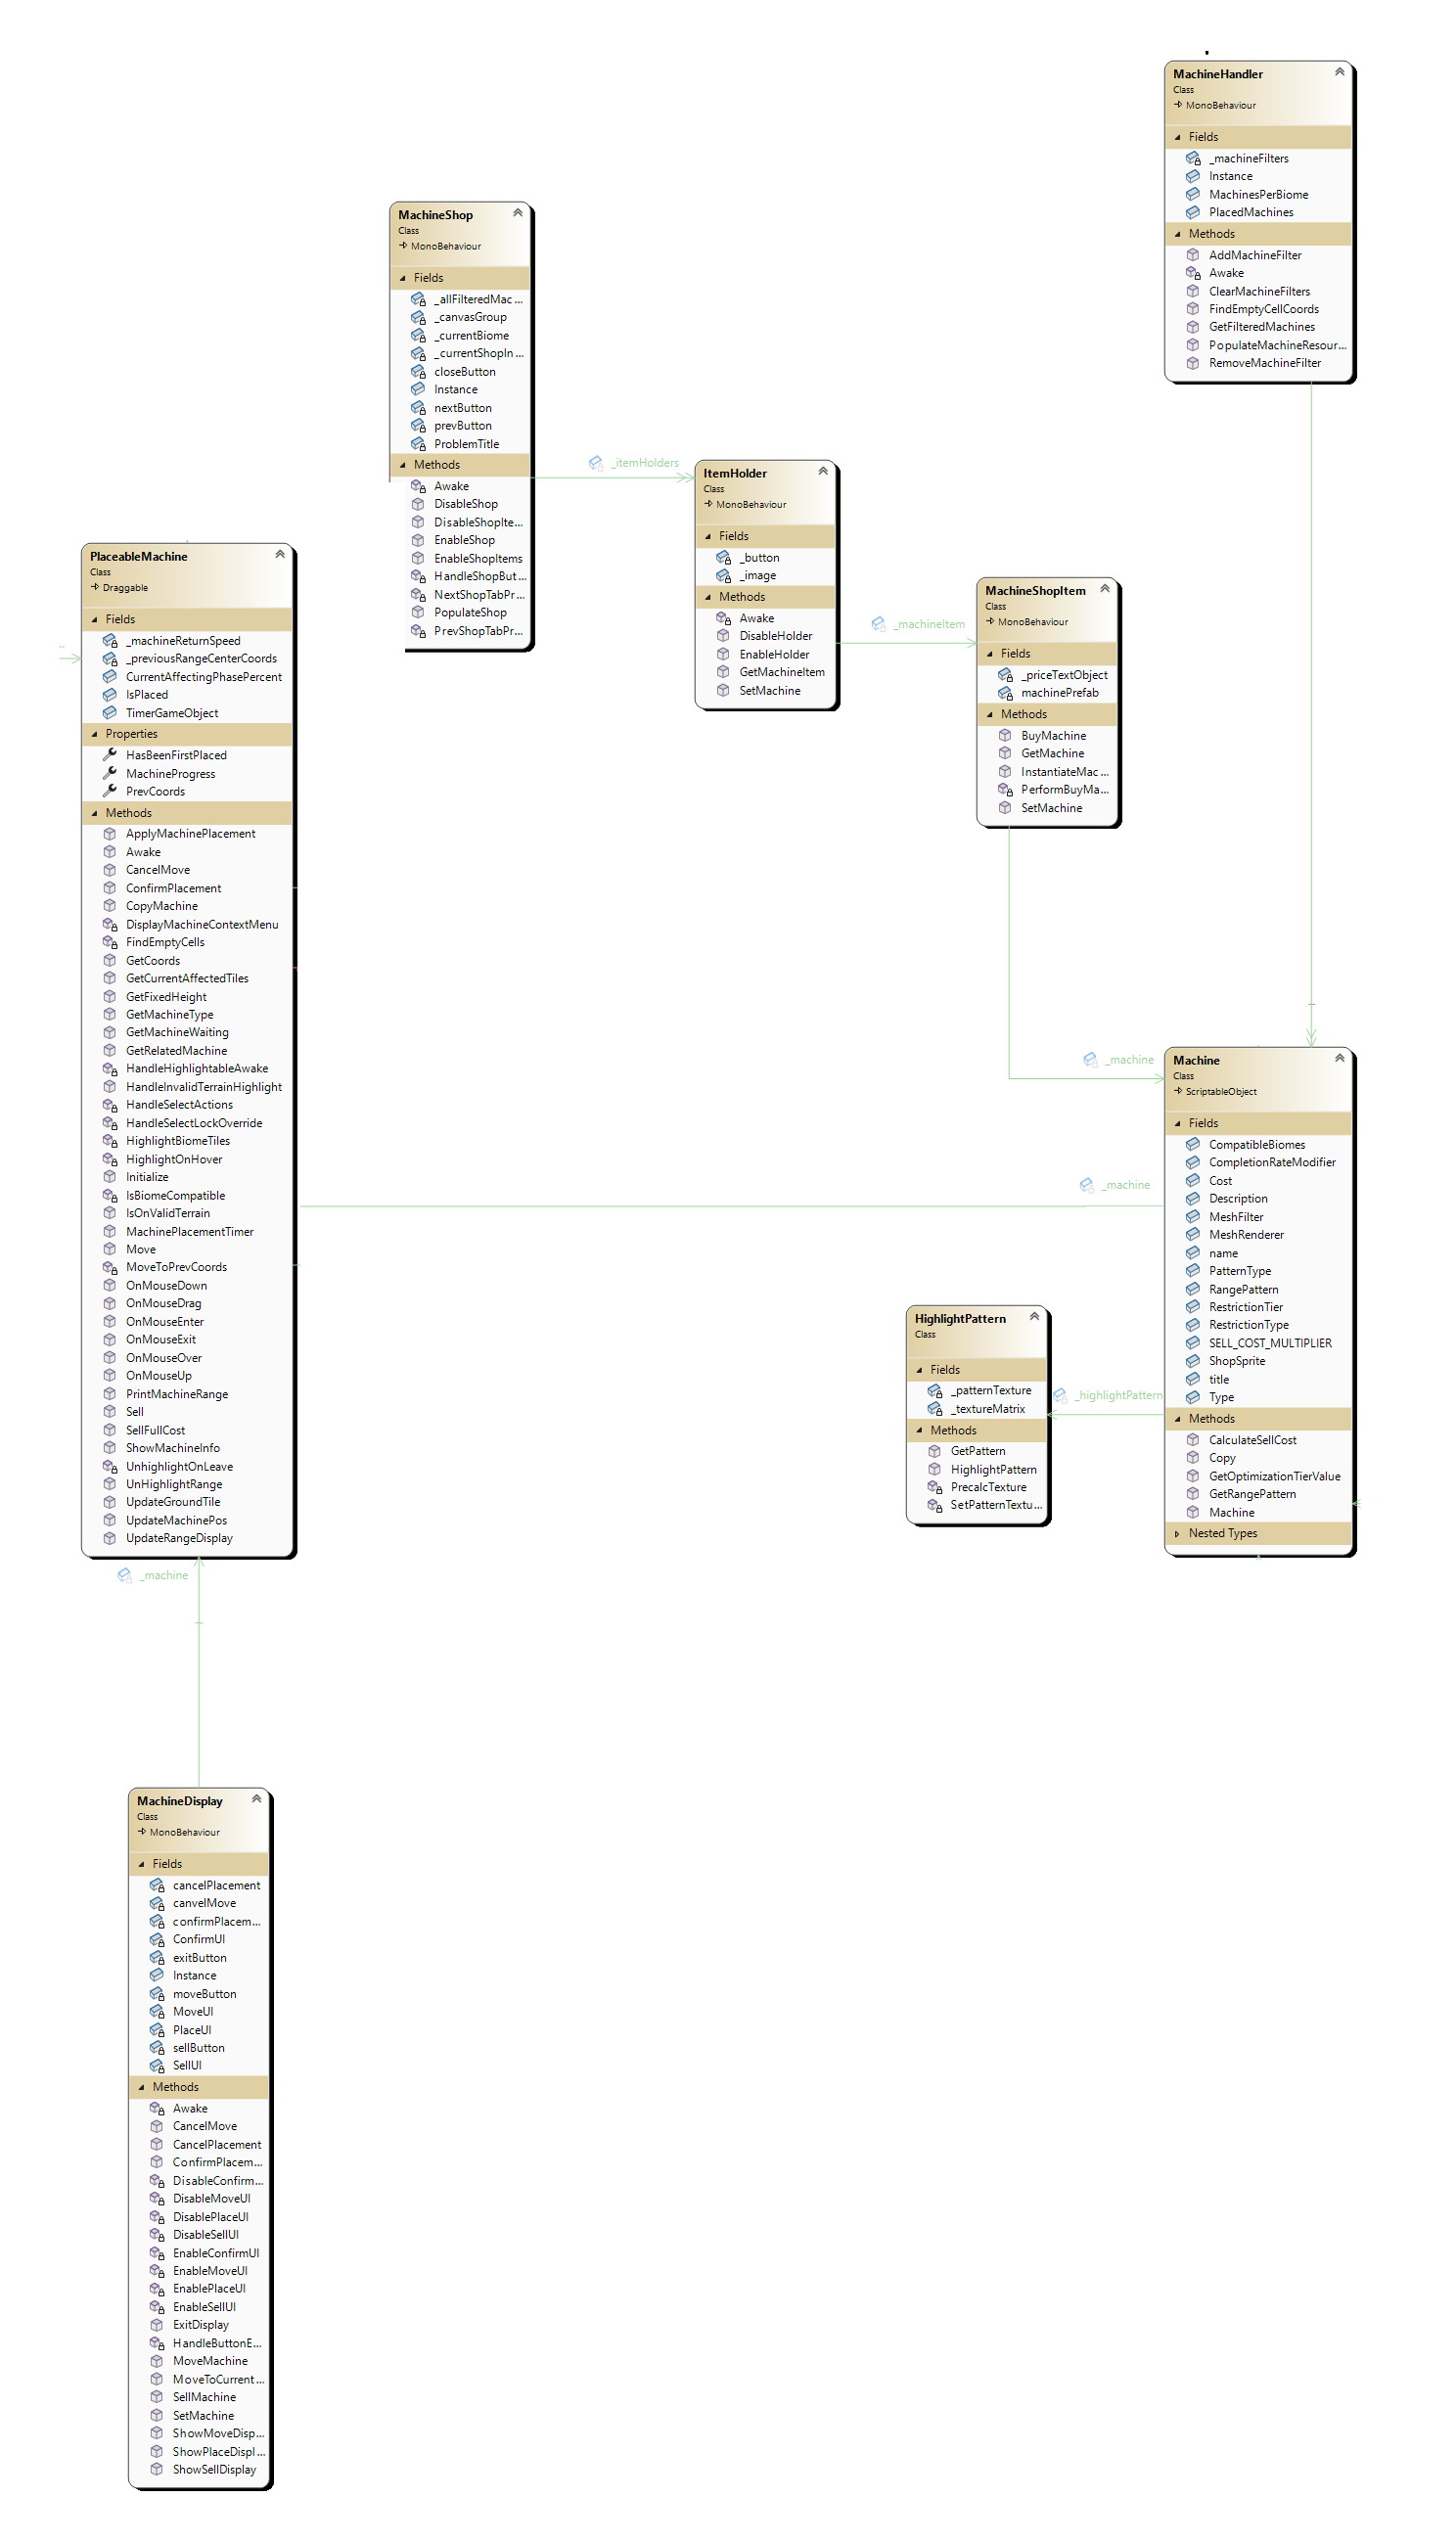 MachineHandler
Class
MonoBehaviour
Fields
_machineFilters
Instance
MachinesPerBiome
PlacedMachines
Methods
AddMachineFilter
Awake
ClearMachineFilters
FindEmptyCellCoords
GetFilteredMachines
PopulateMachineResour...
RemoveMachineFilter
MachineShop
Class
MonoBehaviour
Fields
_allFilteredMac...
_canvasGroup
_currentBiome
_currentShopIn...
closeButton
Instance
nextButton
prevButton
ProblemTitle
Methods
Awake
DisableShop
DisableShopIte...
EnableShop
EnableShopItems
HandleShopBut...
NextShopTabPr...
PopulateShop
PrevShopTabPr...
_itemHolders
ItemHolder
Class
MonoBehaviour
Fields
_button
_image
Methods
Awake
DisableHolder
EnableHolder
GetMachineItem
SetMachine
_machineItem
MachineShopItem
Class
MonoBehaviour
Fields
_priceTextObject
machinePrefab
Methods
BuyMachine
GetMachine
InstantiateMac...
PerformBuyMa...
SetMachine
PlaceableMachine
Class
Draggable
Fields
_machineReturnSpeed
_previousRangeCenterCoords
CurrentAffectingPhasePercent
IsPlaced
TimerGameObject
Properties
HasBeenFirstPlaced
MachineProgress
PrevCoords
Methods
ApplyMachinePlacement
Awake
CancelMove
ConfirmPlacement
CopyMachine
DisplayMachineContextMenu
FindEmptyCells
GetCoords
GetCurrentAffectedTiles
GetFixedHeight
GetMachineType
GetMachineWaiting
GetRelatedMachine
HandleHighlightableAwake
HandleInvalidTerrainHighlight
HandleSelectActions
HandleSelectLockOverride
HighlightBiomeTiles
HighlightOnHover
Initialize
IsBiomeCompatible
IsOnValidTerrain
MachinePlacementTimer
Move
MoveToPrevCoords
OnMouseDown
OnMouseDrag
OnMouseEnter
OnMouseExit
OnMouseOver
OnMouseUp
PrintMachineRange
Sell
SellFullCost
ShowMachineInfo
UnhighlightOnLeave
UnHighlightRange
UpdateGroundTile
UpdateMachinePos
UpdateRangeDisplay
_machine
_machine
Machine
Class
ScriptableObject
Fields
CompatibleBiomes
CompletionRateModifier
Cost
Description
MeshFilter
MeshRenderer
name
PatternType
RangePattern
RestrictionTier
RestrictionType
SELL_COST_MULTIPLIER
ShopSprite
title
Type
Methods
CalculateSellCost
Copy
GetOptimizationTierValue
GetRangePattern
Machine
Nested Types
_highlightPattern
HighlightPattern
Class
Fields
_patternTexture
_textureMatrix
Methods
GetPattern
HighlightPattern
PrecalcTexture
SetPatternTextu...
_machine
MachineDisplay
Class
MonoBehaviour
Fields
cancelPlacement
canvelMove
confirmPlacem...
ConfirmUI
exitButton
Instance
moveButton
MoveUI
PlaceUI
sellButton
SellUI
Methods
Awake
CancelMove
CancelPlacement
ConfirmPlacem...
DisableConfirm...
DisableMoveUI
DisablePlaceUI
DisableSellUI
EnableConfirmUI
EnableMoveUI
EnablePlaceUI
EnableSellUI
ExitDisplay
HandleButtonE...
MoveMachine
MoveToCurrent...
SellMachine
SetMachine
ShowMoveDisp...
ShowPlaceDispl...
ShowSellDisplay